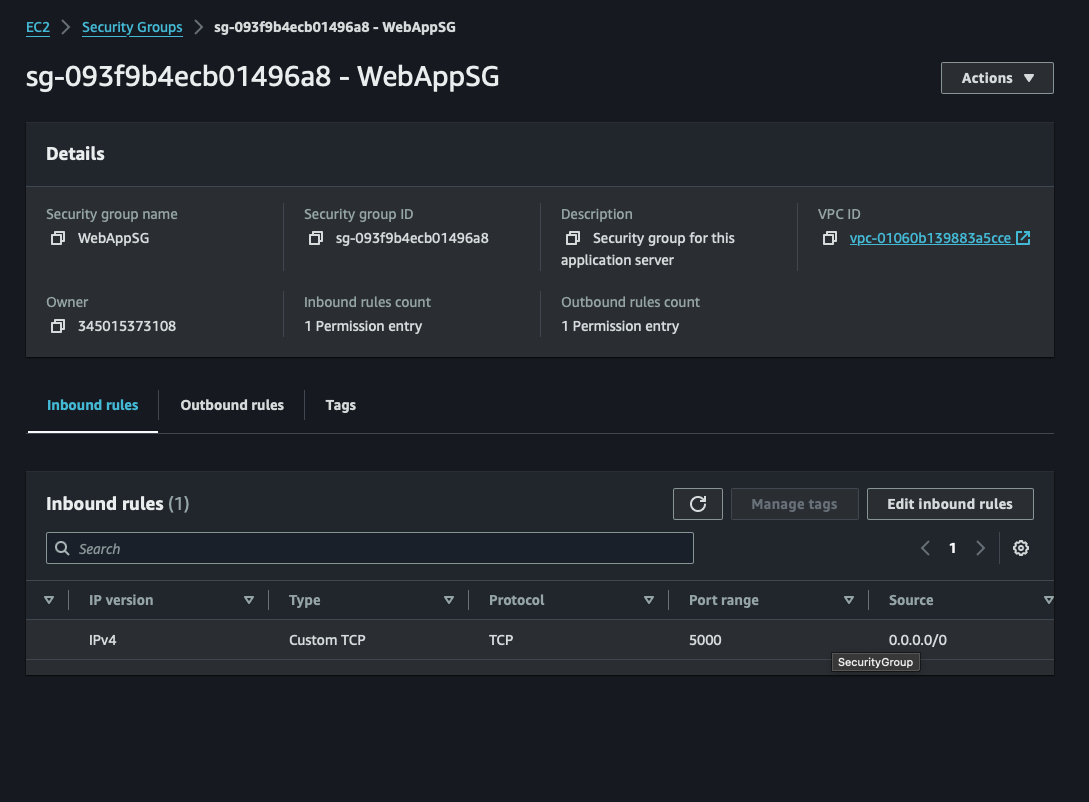 EC2 > Security Groups > sg-093f9b4ecb01496a8 - WebAppSG
sg-093f9b4ecb01496a8 - WebAppSG
Actions
Details
Security group name
WebAppSG
Security group ID
sg-093f9b4ecb01496a8
Description
Security group for this
application server
VPC ID
vpc-01060b139883a5cce
Owner
345015373108
Inbound rules count
1 Permission entry
Outbound rules count
1 Permission entry
Inbound rules Outbound rules Tags
Inbound rules (1)
Manage tags
Edit inbound rules
Search
1
IP version Type Protocol Port range Source
IPv4 Custom TCP TCP 5000 0.0.0.0/0
SecurityGroup